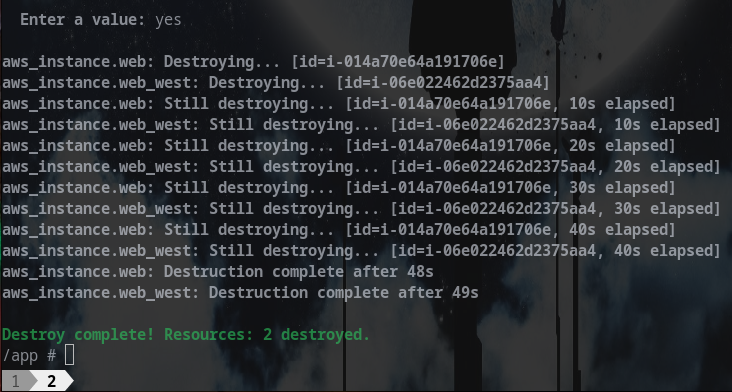 Enter a value: yes
aws_instance.web: Destroying... [id=i-014a70e64a191706e]
aws_instance.web_west: Destroying... [id=i-06e022462d2375aa4]
aws_instance.web: Still destroying... [id=i-014a70e64a191706e, 10s elapsed]
aws_instance.web_west: Still destroying... [id=i-06e022462d2375aa4, 10s elapsed]
aws_instance.web: Still destroying... [id=i-014a70e64a191706e, 20s elapsed]
aws_instance.web_west: Still destroying... [id=i-06e022462d2375aa4, 20s elapsed]
aws_instance.web: Still destroying... [id=i-014a70e64a191706e, 30s elapsed]
aws_instance.web_west: Still destroying... [id=i-06e022462d2375aa4, 30s elapsed]
aws_instance.web: Still destroying... [id=i-014a70e64a191706e, 40s elapsed]
aws_instance.web_west: Still destroying... [id=i-06e022462d2375aa4, 40s elapsed]
aws_instance.web: Destruction complete after 48s
aws_instance.web_west: Destruction complete after 49s
Destroy complete! Resources: 2 destroyed.
/app #
1 2